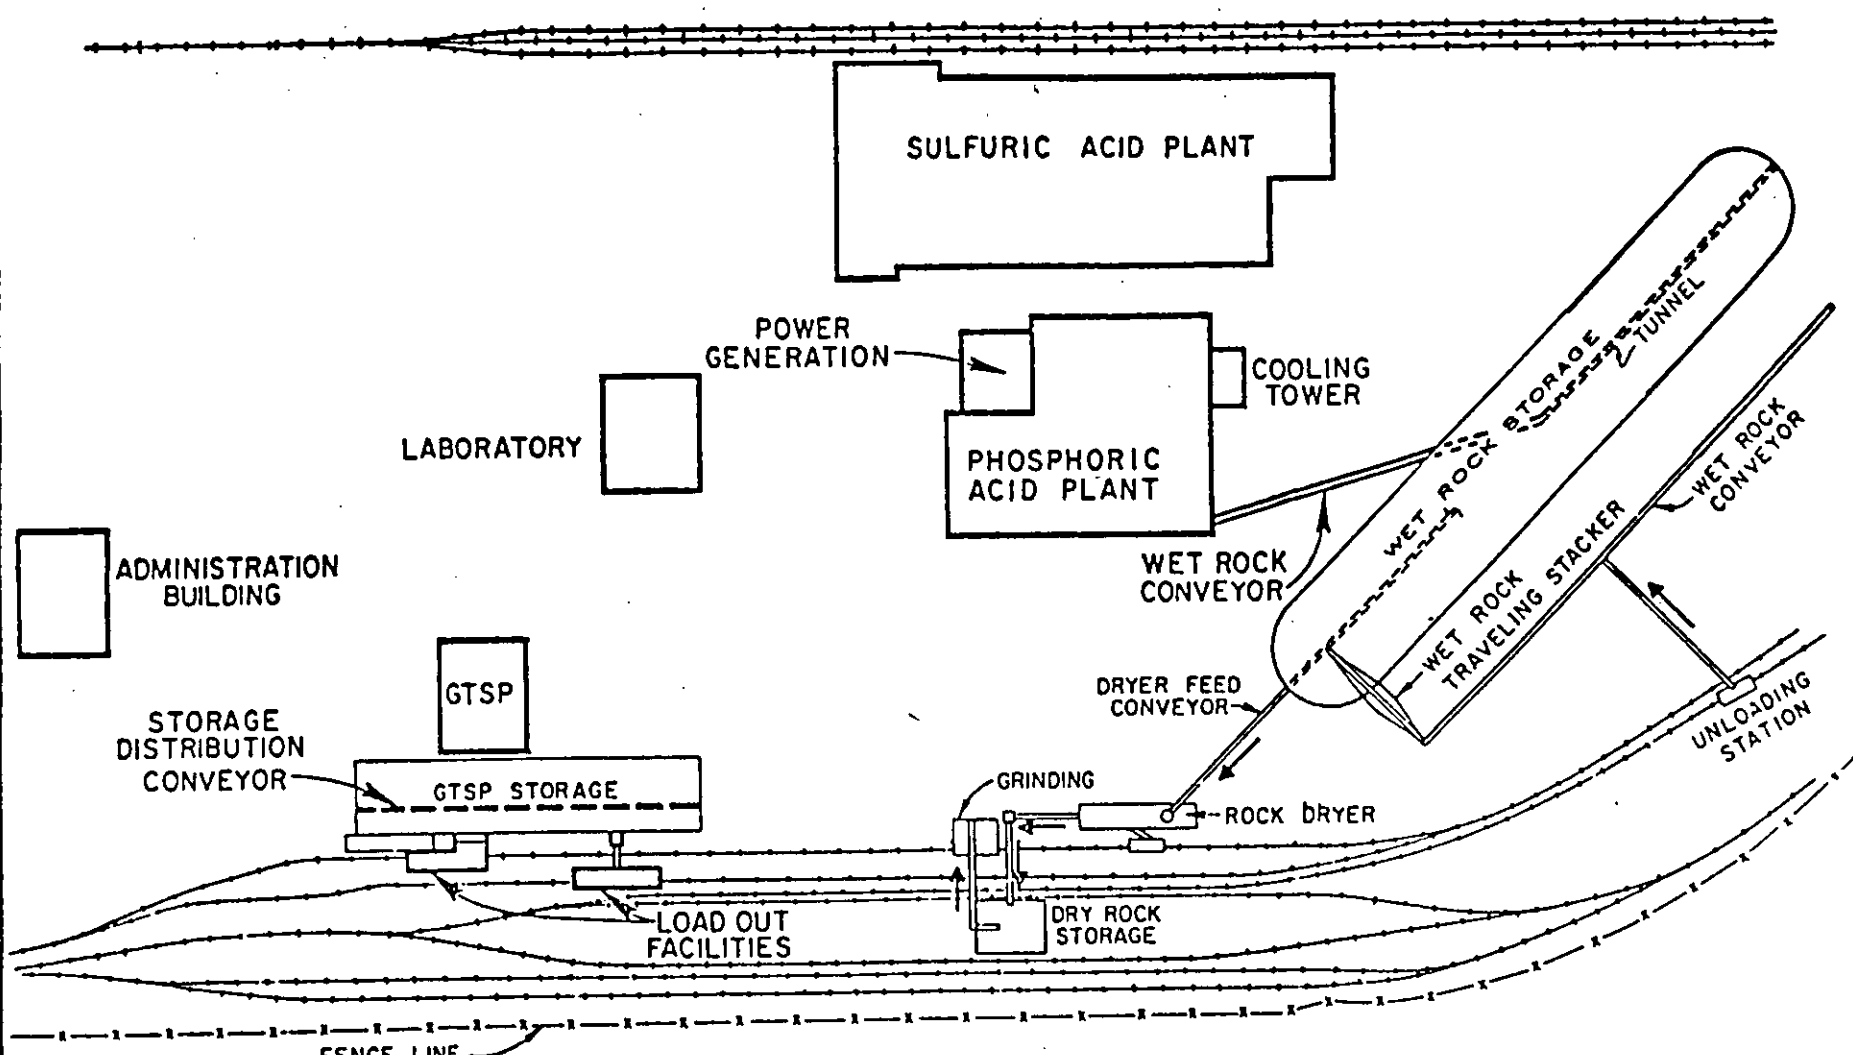 SULFURIC ACID PLANT
POWER
GENERATION
COOLING
TOWER
LABORATORY
PHOSPHORIC
ACID PLANT
WET ROCK STORAGE
TUNNEL
WET ROCK
CONVEYOR
WET ROCK
CONVEYOR
WET ROCK
TRAVELING STACKER
ADMINISTRATION
BUILDING
GTSP
DRYER FEED
CONVEYOR
UNLOADING
STATION
STORAGE
DISTRIBUTION
CONVEYOR
GTSP STORAGE
GRINDING
ROCK DRYER
LOAD OUT
FACILITIES
DRY ROCK
STORAGE
FENCE LINE